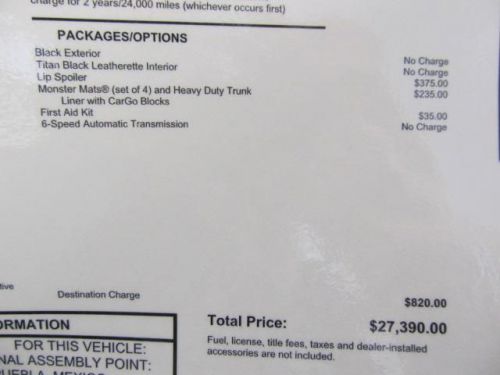 charge for 2 years/24,000 miles (whichever occurs first)
PACKAGES/OPTIONS
Black Exterior No Charge
Titan Black Leatherette Interior No Charge
Lip Spoiler $375.00
Monster Mats® (set of 4) and Heavy Duty Trunk $235.00
Liner with CarGo Blocks
First Aid Kit $35.00
6-Speed Automatic Transmission No Charge
Destination Charge $820.00
Total Price: $27,390.00
Fuel, license, title fees, taxes and dealer-installed
accessories are not included.
ORMATION
FOR THIS VEHICLE:
NAL ASSEMBLY POINT: